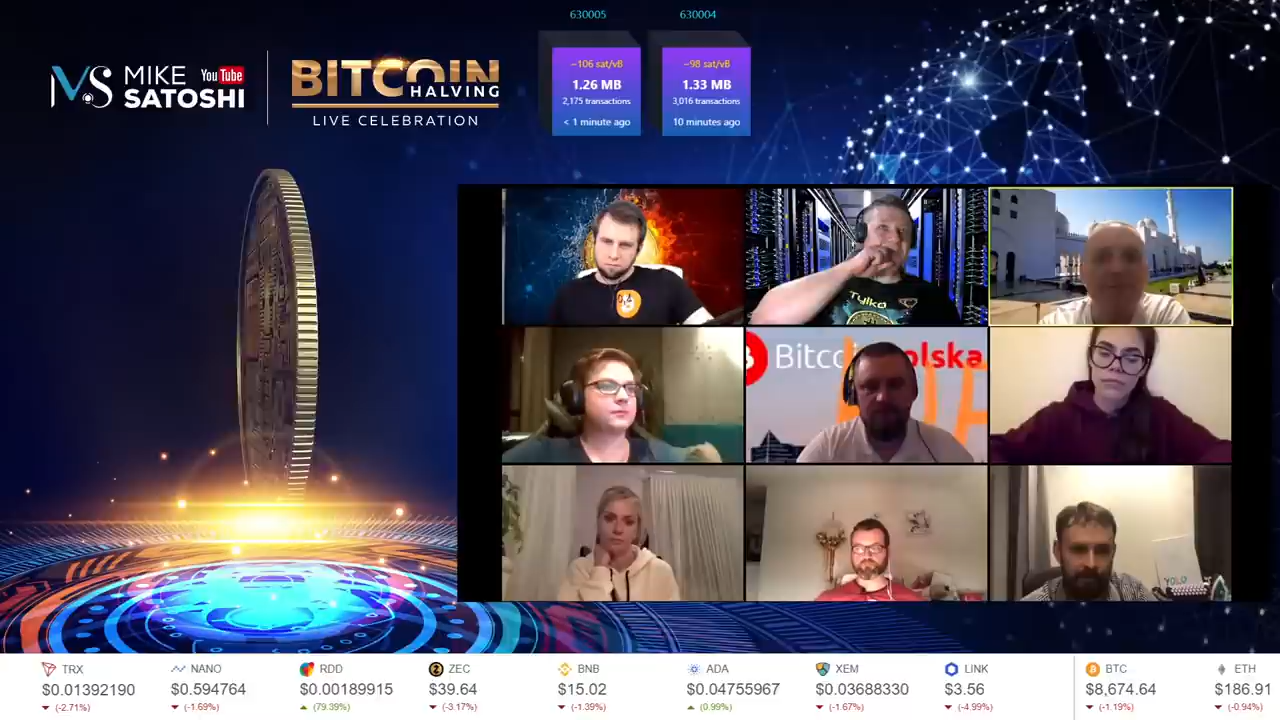 630005
630004
~106 sat/vB
1.26 MB
2,175 transactions
< 1 minute ago
~98 sat/vB
1.33 MB
3,016 transactions
10 minutes ago
MS MIKE SATOSHI YouTube
BITCOIN
HALVING
LIVE CELEBRATION
Tylko
YOLO
TRX
$0.01392190
(-2.71%)
NANO
$0.594764
(-1.69%)
RDD
$0.00189915
(79.39%)
ZEC
$39.64
(-3.17%)
BNB
$15.02
(-1.39%)
ADA
$0.04755967
(0.99%)
XEM
$0.03688330
(-1.67%)
LINK
$3.56
(-4.99%)
BTC
$8,674.64
(-1.19%)
ETH
$186.91
(-0.94%)